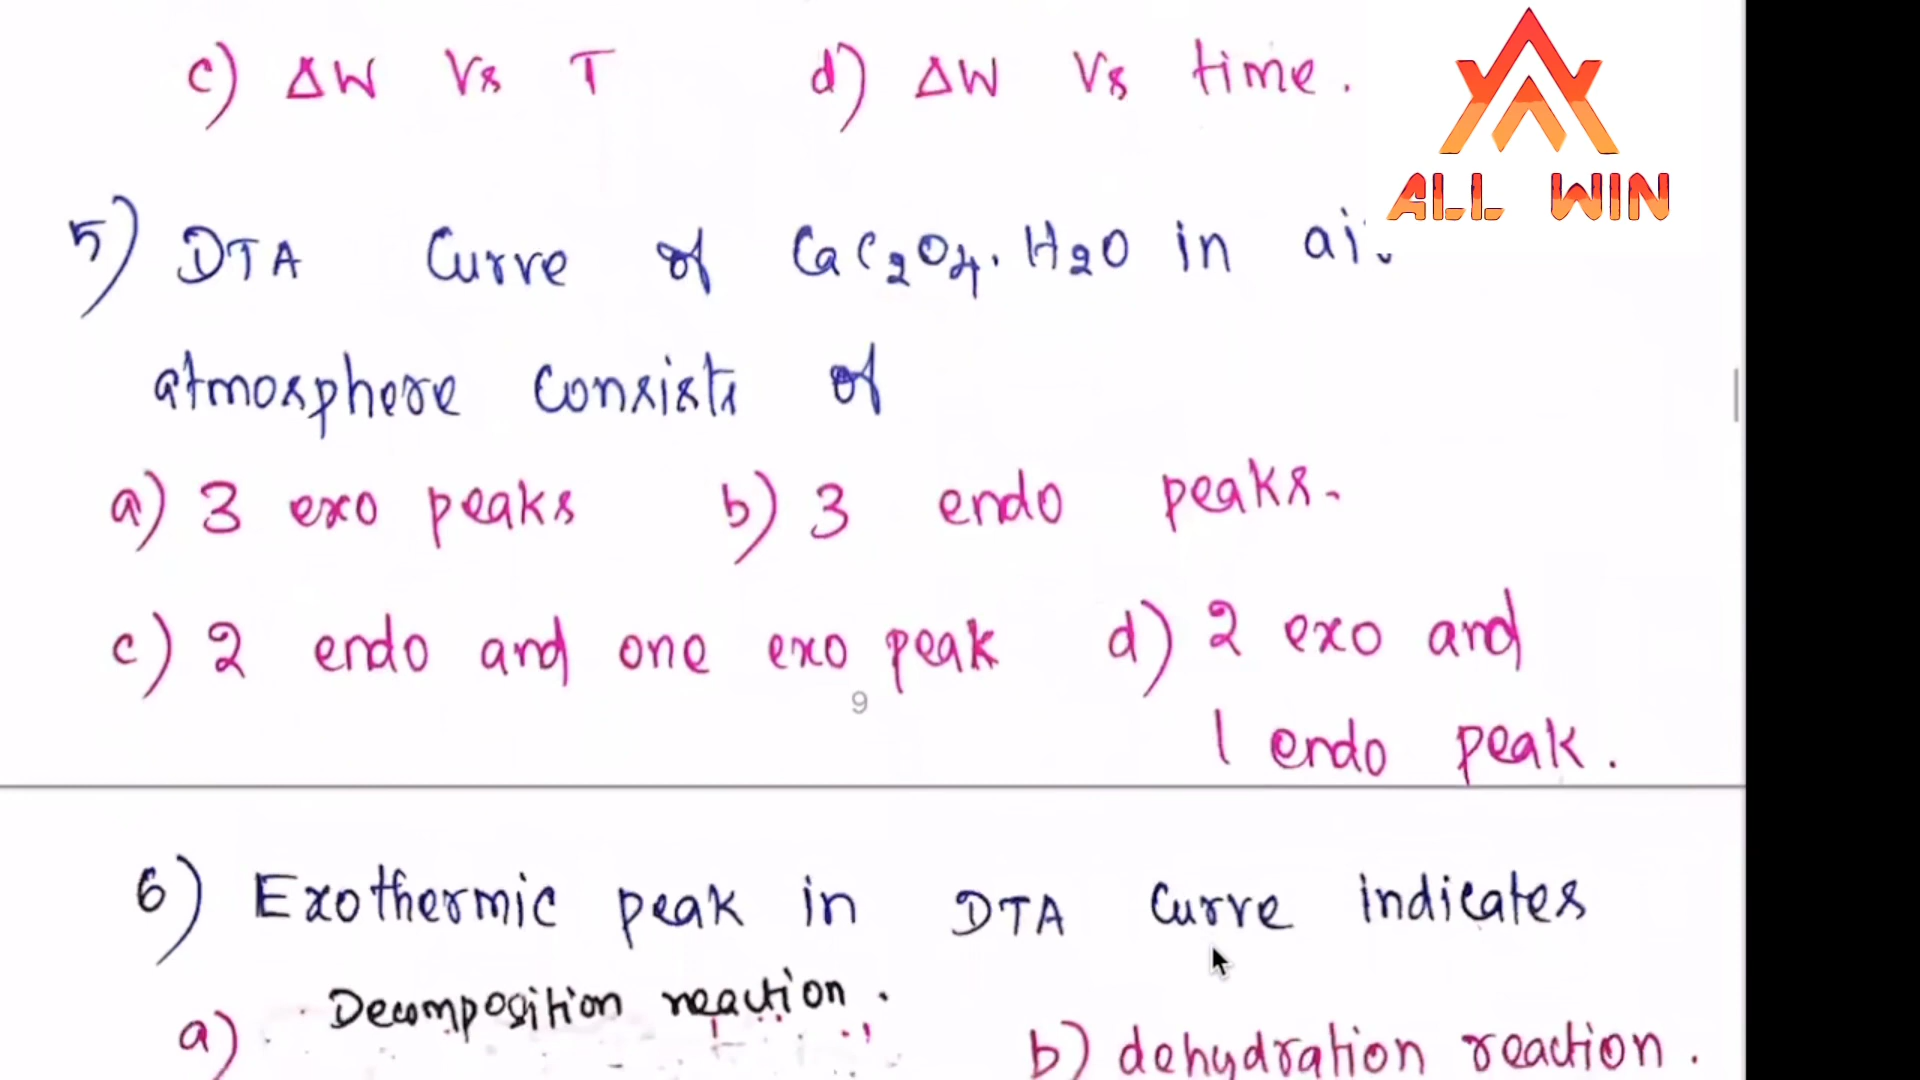 c) ΔW Vs T d) ΔW Vs time.
ALL WIN
5) DTA Curve of CaC₂O₄.H₂O in air
atmosphere consists of
a) 3 exo peaks b) 3 endo peaks.
c) 2 endo and one exo peak d) 2 exo and
1 endo peak.
9
6) Exothermic peak in DTA Curve indicates
a) Decomposition reaction. b) dehydration reaction.